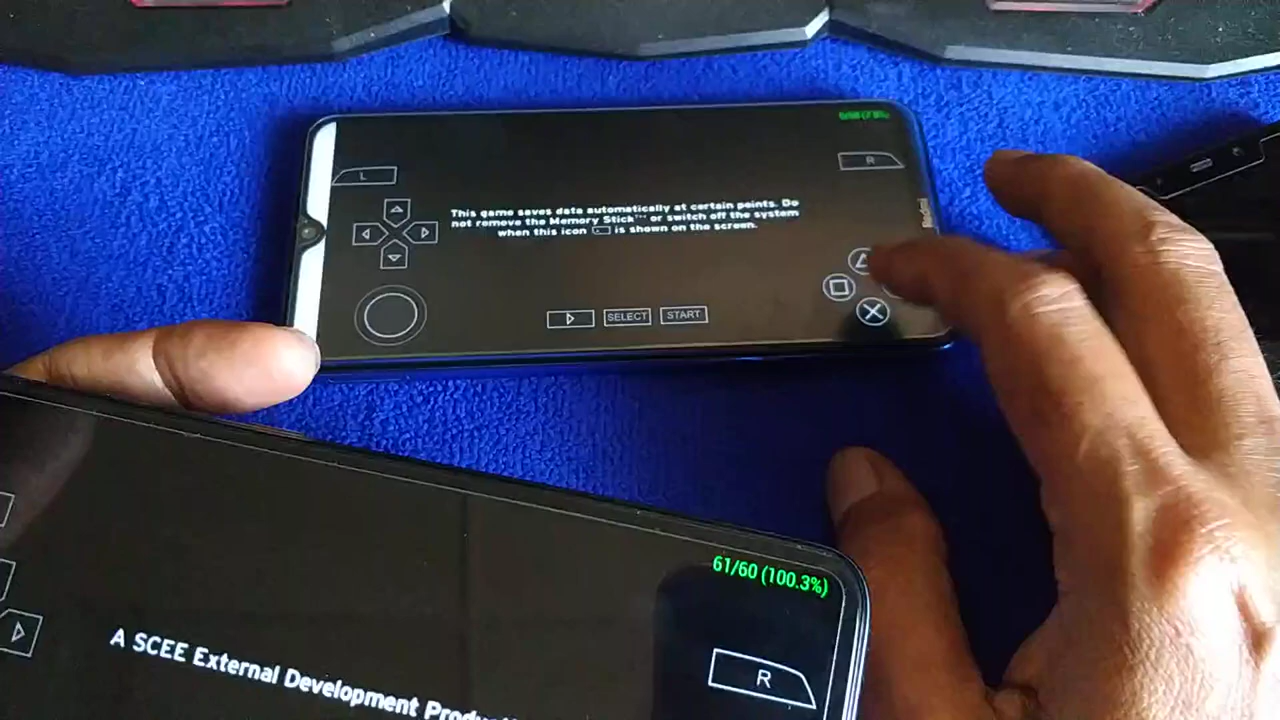 L
R
This game saves data automatically at certain points. Do
not remove the Memory Stick™ or switch off the system
when this icon is shown on the screen.
SELECT
START
61/60 (100.3%)
A SCEE External Development
R